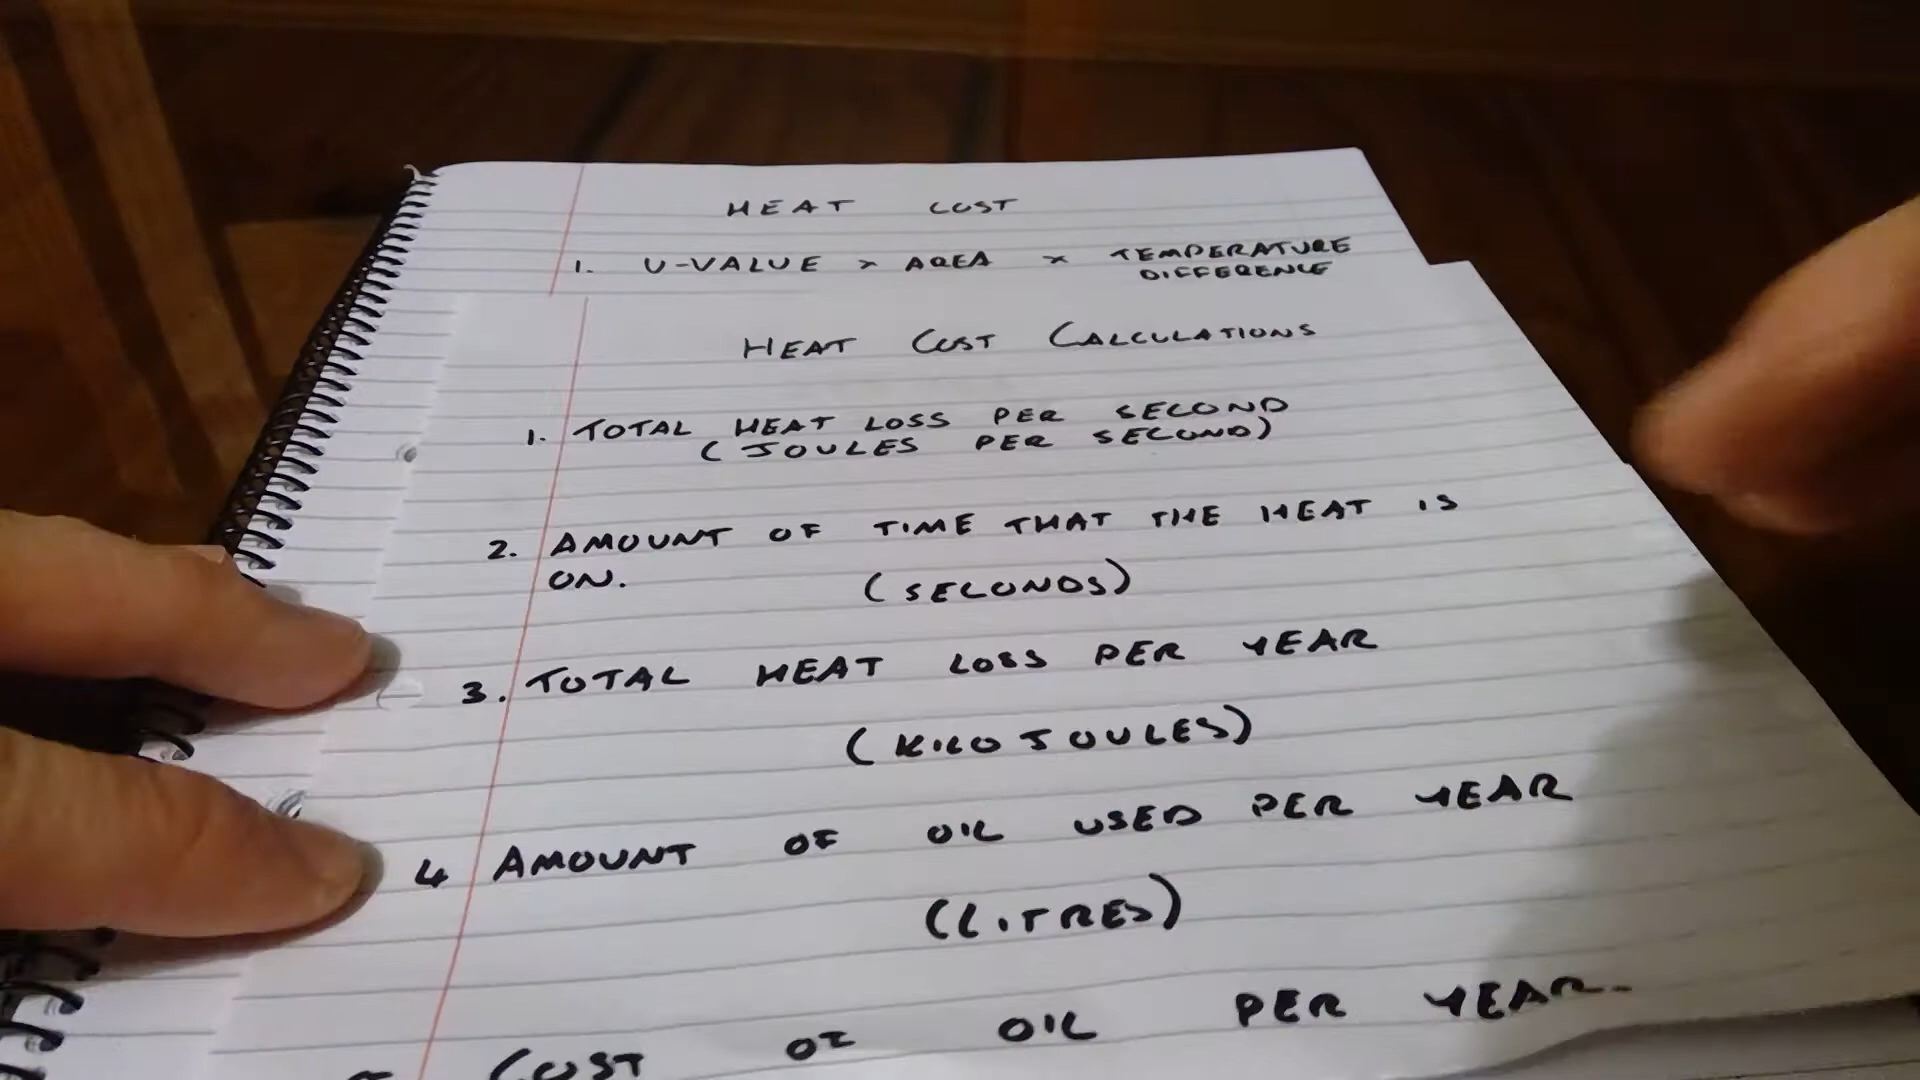 HEAT COST
1. U-VALUE × AREA × TEMPERATURE
DIFFERENCE
HEAT COST CALCULATIONS
1. TOTAL HEAT LOSS PER SECOND
(JOULES PER SECOND)
2. AMOUNT OF TIME THAT THE HEAT IS
ON. (SECONDS)
3. TOTAL HEAT LOSS PER YEAR
(KILOJOULES)
4 AMOUNT OF OIL USED PER YEAR
(LITRES)
COST OF OIL PER YEAR.